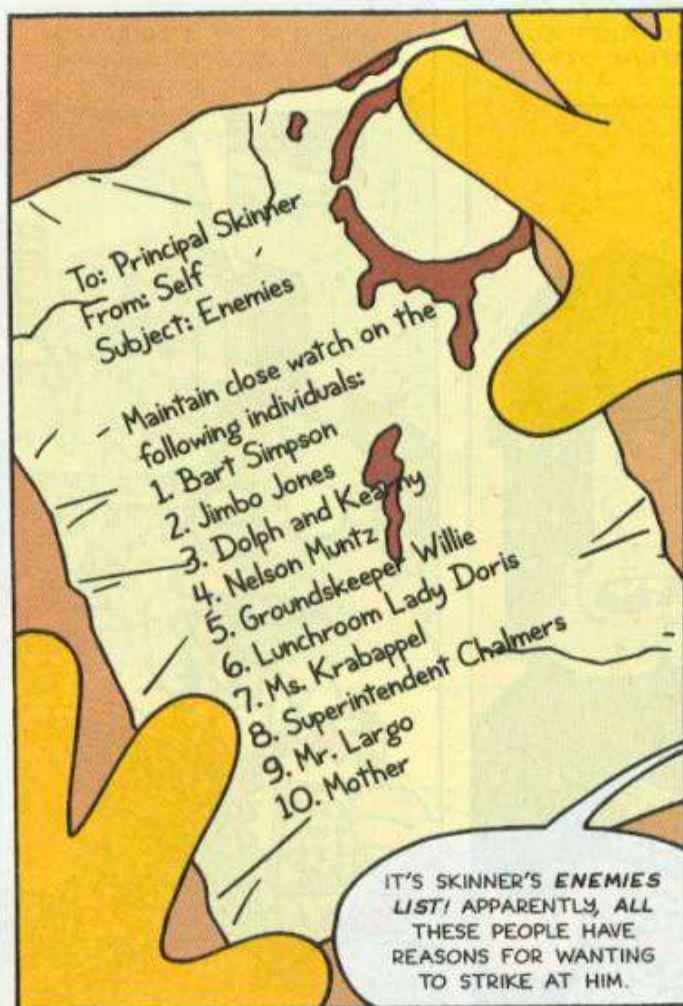 To: Principal Skinner
From: Self
Subject: Enemies
Maintain close watch on the
following individuals:
1. Bart Simpson
2. Jimbo Jones
3. Dolph and Kearny
4. Nelson Muntz
5. Groundskeeper Willie
6. Lunchroom Lady Doris
7. Ms. Krabappel
8. Superintendent Chalmers
9. Mr. Largo
10. Mother
IT'S SKINNER'S ENEMIES
LIST! APPARENTLY, ALL
THESE PEOPLE HAVE
REASONS FOR WANTING
TO STRIKE AT HIM.